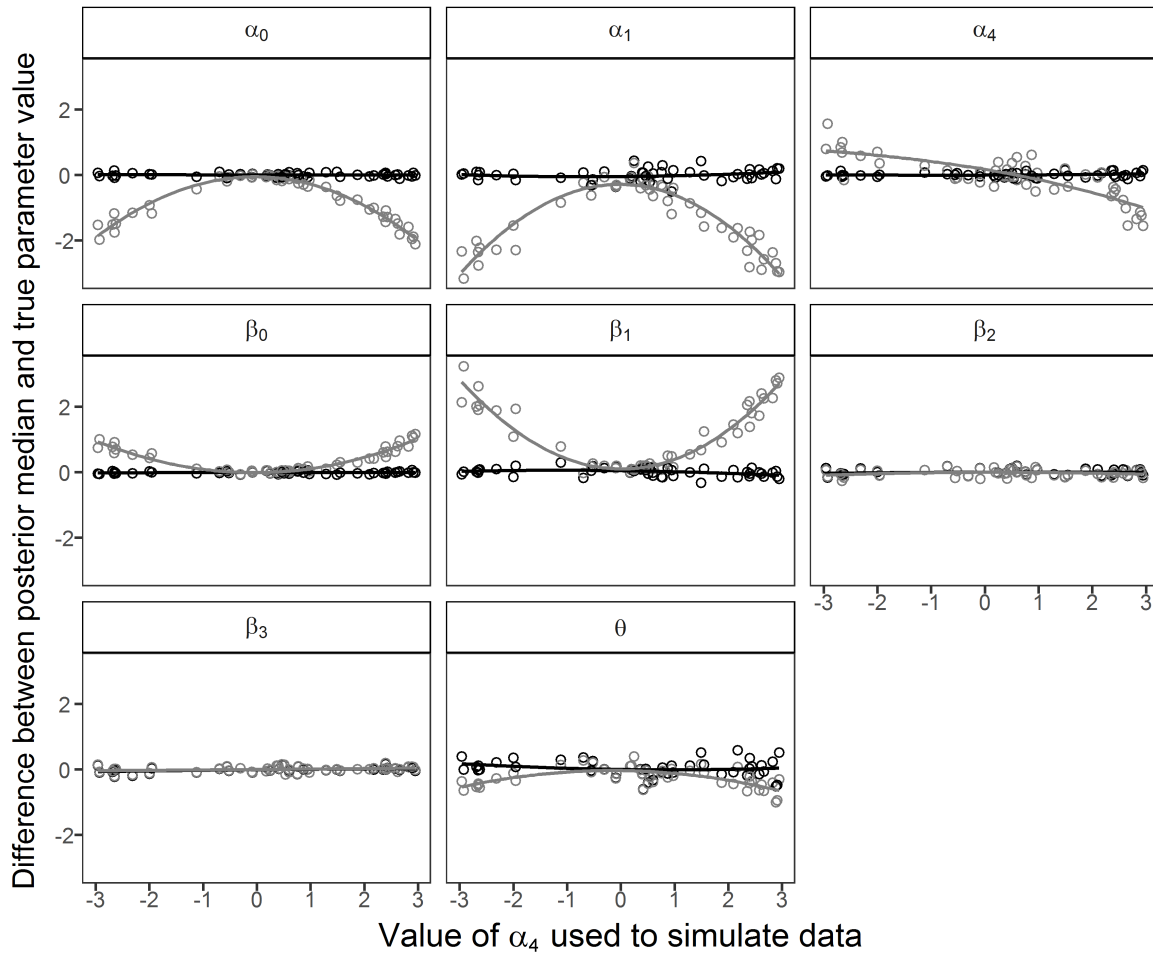 Difference between posterior median and true parameter value
α₀
α₁
α₄
2
0
-2
β₀
β₁
β₂
2
0
-2
-3 -2 -1 0 1 2 3
β₃
θ
2
0
-2
-3 -2 -1 0 1 2 3
-3 -2 -1 0 1 2 3
Value of α₄ used to simulate data